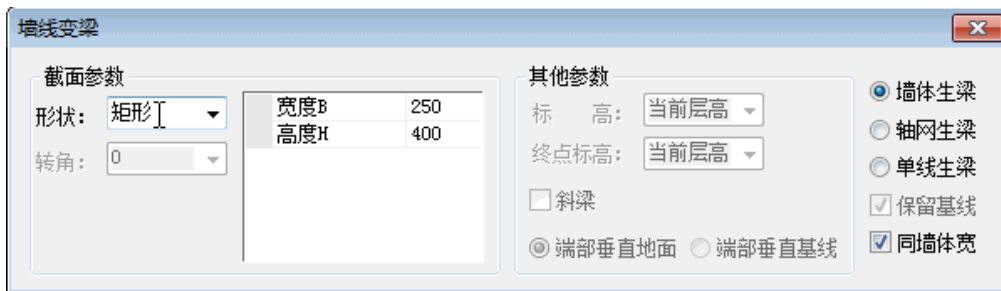 墙线变梁
截面参数
形状： 矩形
转角： 0
宽度B 250
高度H 400
其他参数
标 高： 当前层高
终点标高： 当前层高
斜梁
端部垂直地面 端部垂直基线
墙体生梁
轴网生梁
单线生梁
保留基线
同墙体宽